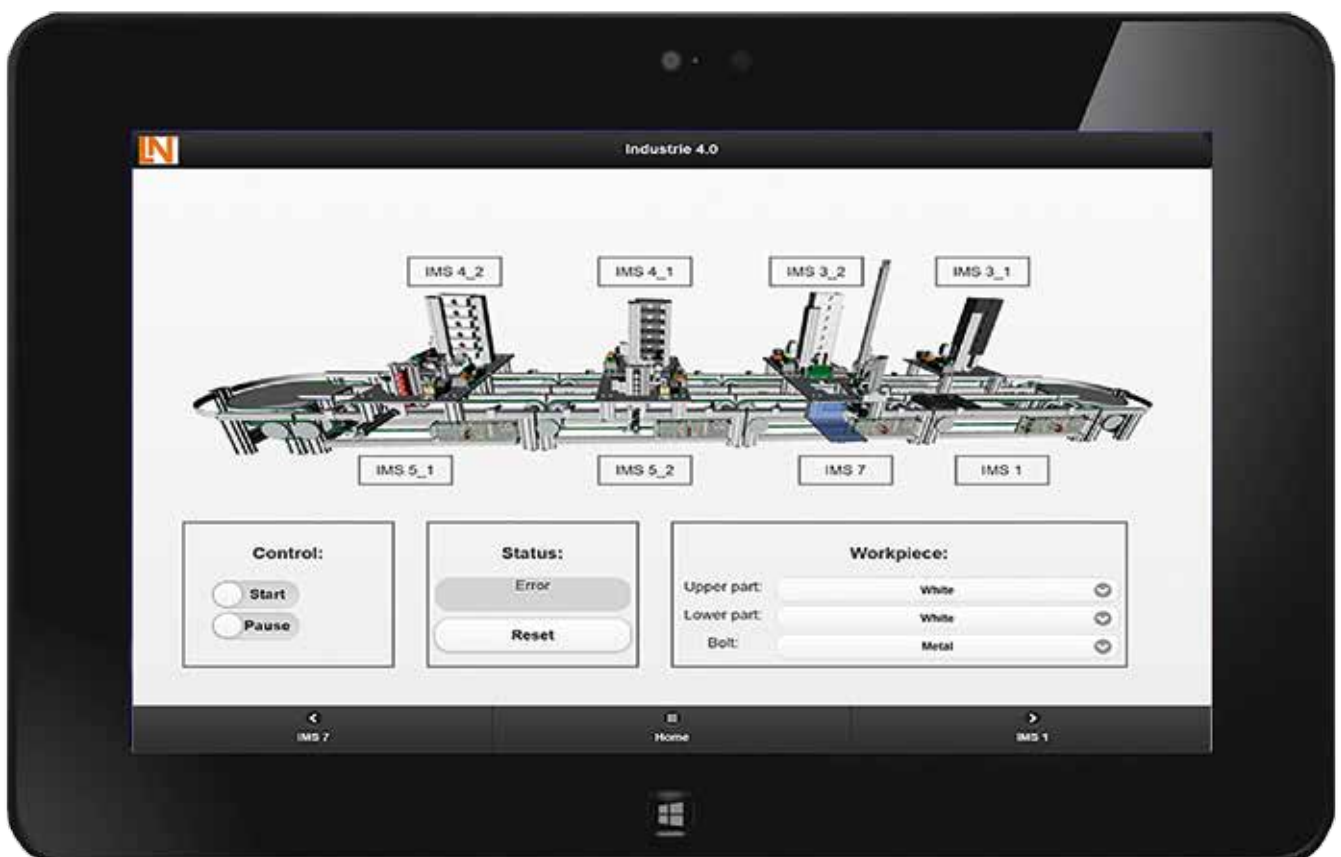 LN
Industrie 4.0
IMS 4_2
IMS 4_1
IMS 3_2
IMS 3_1
IMS 5_1
IMS 5_2
IMS 7
IMS 1
Control:
Start
Pause
Status:
Error
Reset
Workpiece:
Upper part: White
Lower part: White
Bolt: Metal
IMS 7
Home
IMS 1